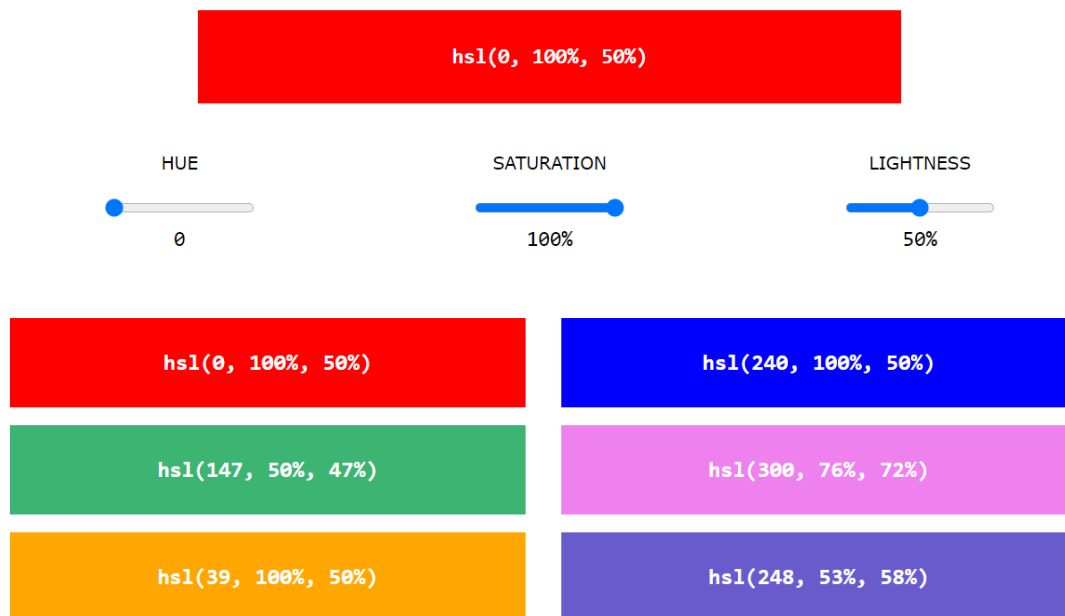 hsl(0, 100%, 50%)
HUE SATURATION LIGHTNESS
0 100% 50%
hsl(0, 100%, 50%) hsl(240, 100%, 50%)
hsl(147, 50%, 47%) hsl(300, 76%, 72%)
hsl(39, 100%, 50%) hsl(248, 53%, 58%)